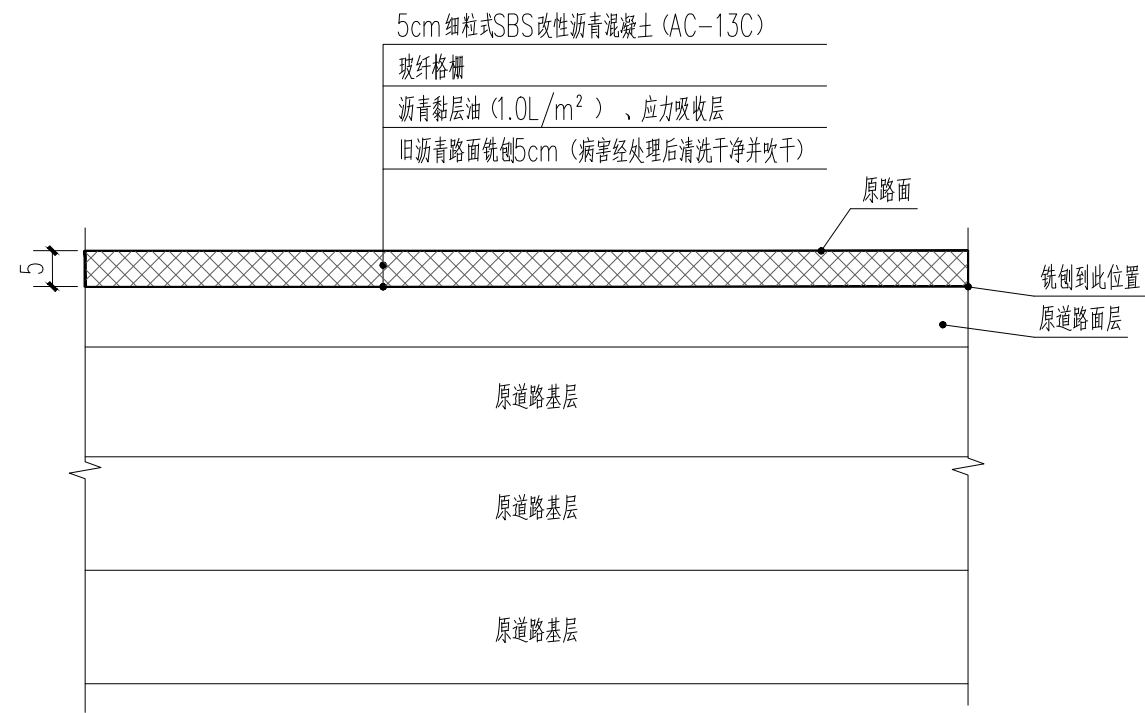 5cm细粒式SBS改性沥青混凝土（AC-13C）
玻纤格栅
沥青黏层油（1.0L/m²）、应力吸收层
旧沥青路面铣刨5cm（病害经处理后清洗干净并吹干）
原路面
5
铣刨到此位置
原道路面层
原道路基层
原道路基层
原道路基层